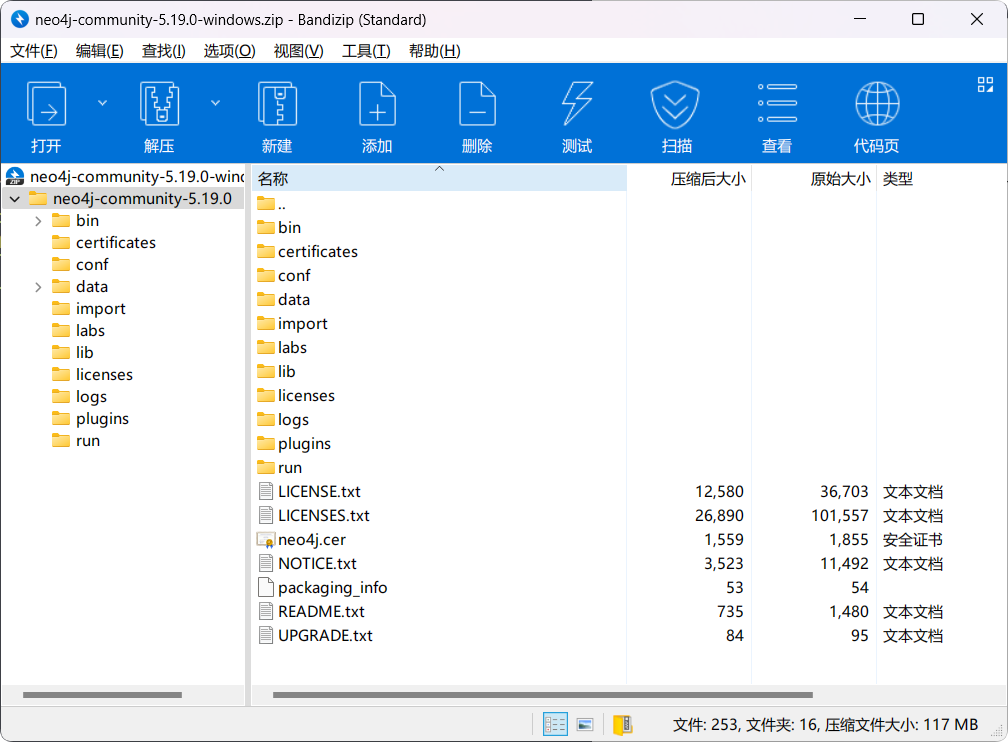 neo4j-community-5.19.0-windows.zip - Bandizip (Standard)
文件(F) 编辑(E) 查找(I) 选项(O) 视图(V) 工具(T) 帮助(H)
打开 解压 新建 添加 删除 测试 扫描 查看 代码页
neo4j-community-5.19.0-wind
neo4j-community-5.19.0
bin
certificates
conf
data
import
labs
lib
licenses
logs
plugins
run
名称 压缩后大小 原始大小 类型
..
bin
certificates
conf
data
import
labs
lib
licenses
logs
plugins
run
LICENSE.txt 12,580 36,703 文本文档
LICENSES.txt 26,890 101,557 文本文档
neo4j.cer 1,559 1,855 安全证书
NOTICE.txt 3,523 11,492 文本文档
packaging_info 53 54
README.txt 735 1,480 文本文档
UPGRADE.txt 84 95 文本文档
文件: 253, 文件夹: 16, 压缩文件大小: 117 MB